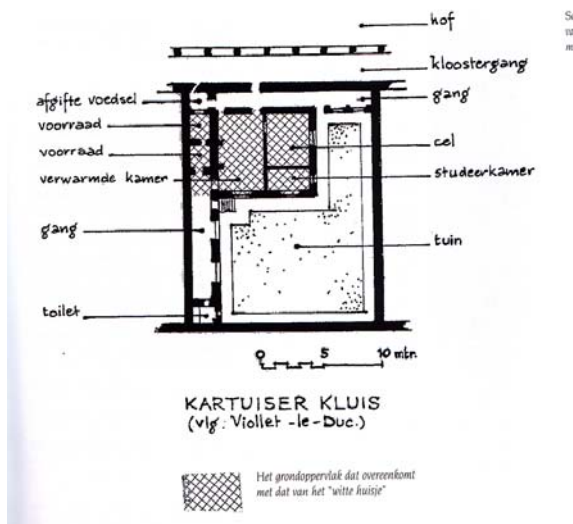 hof
kloostergang
gang
cel
studeerkamer
tuin
afgifte voedsel
voorraad
voorraad
verwarmde kamer
gang
toilet
0 5 10 mtr.
KARTUISER KLUIS
(vlg: Viollet-le-Duc.)
Het grondoppervlak dat overeenkomt
met dat van het "witte huisje"